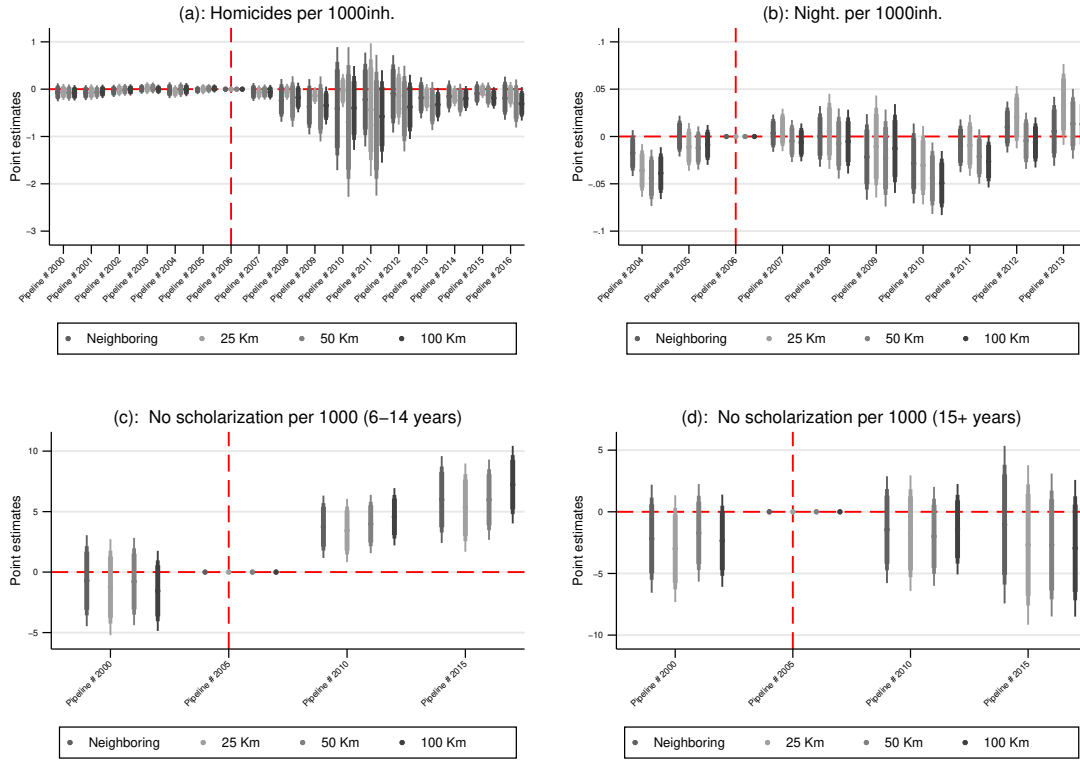 (a): Homicides per 1000inh.
Point estimates
1
0
−1
−2
−3
Pipeline # 2000
Pipeline # 2001
Pipeline # 2002
Pipeline # 2003
Pipeline # 2004
Pipeline # 2005
Pipeline # 2006
Pipeline # 2007
Pipeline # 2008
Pipeline # 2009
Pipeline # 2010
Pipeline # 2011
Pipeline # 2012
Pipeline # 2013
Pipeline # 2014
Pipeline # 2015
Pipeline # 2016
Neighboring 25 Km 50 Km 100 Km
(b): Night. per 1000inh.
Point estimates
.1
.05
0
−.05
−.1
Pipeline # 2004
Pipeline # 2005
Pipeline # 2006
Pipeline # 2007
Pipeline # 2008
Pipeline # 2009
Pipeline # 2010
Pipeline # 2011
Pipeline # 2012
Pipeline # 2013
Neighboring 25 Km 50 Km 100 Km
(c): No scholarization per 1000 (6−14 years)
Point estimates
10
5
0
−5
Pipeline # 2000
Pipeline # 2005
Pipeline # 2010
Pipeline # 2015
Neighboring 25 Km 50 Km 100 Km
(d): No scholarization per 1000 (15+ years)
Point estimates
5
0
−5
−10
Pipeline # 2000
Pipeline # 2005
Pipeline # 2010
Pipeline # 2015
Neighboring 25 Km 50 Km 100 Km